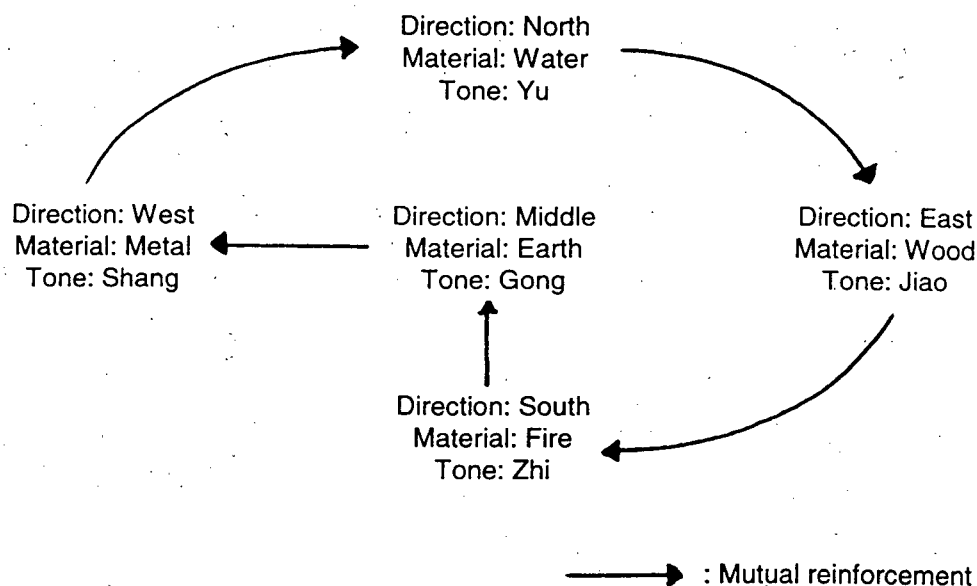 Direction: North
Material: Water
Tone: Yu
Direction: West
Material: Metal
Tone: Shang
Direction: Middle
Material: Earth
Tone: Gong
Direction: East
Material: Wood
Tone: Jiao
Direction: South
Material: Fire
Tone: Zhi
: Mutual reinforcement